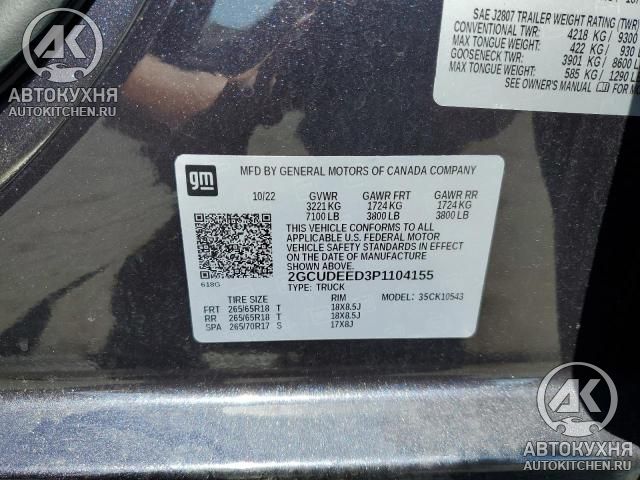 SAE J2807 TRAILER WEIGHT RATING (TWR)
CONVENTIONAL TWR: 4218 KG / 9300
MAX TONGUE WEIGHT: 422 KG / 930
GOOSENECK TWR: 3901 KG / 8600
MAX TONGUE WEIGHT: 585 KG / 1290
SEE OWNER'S MANUAL FOR MO
АВТОКУХНЯ
AUTOKITCHEN.RU
gm
MFD BY GENERAL MOTORS OF CANADA COMPANY
10/22 GVWR GAWR FRT GAWR RR
3221 KG 1724 KG 1724 KG
7100 LB 3800 LB 3800 LB
THIS VEHICLE CONFORMS TO ALL
APPLICABLE U.S. FEDERAL MOTOR
VEHICLE SAFETY STANDARDS IN EFFECT
ON THE DATE OF MANUFACTURE
SHOWN ABOVE.
2GCUDEED3P1104155
618G
TYPE: TRUCK
TIRE SIZE RIM MODEL: 35CK10543
FRT 265/65R18 T 18X8.5J
RR 265/65R18 T 18X8.5J
SPA 265/70R17 S 17X8J
АК
АВТОКУХНЯ
AUTOKITCHEN.RU